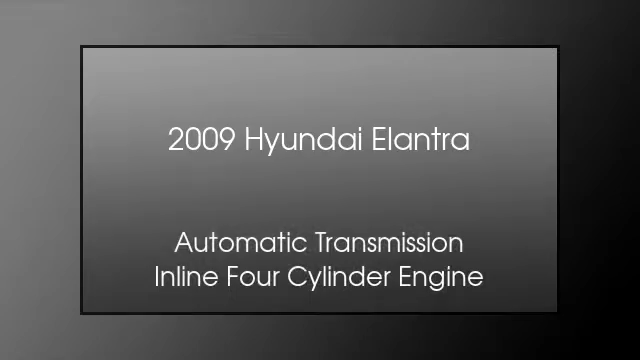 2009 Hyundai Elantra
Automatic Transmission
Inline Four Cylinder Engine